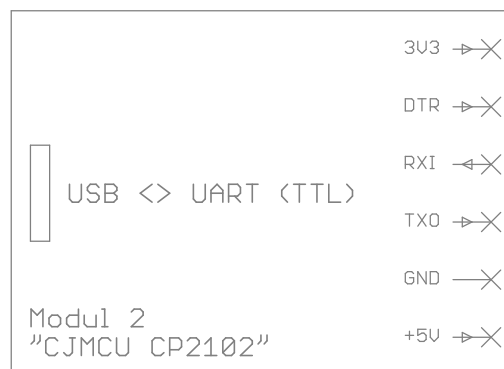 3V3
DTR
RXI
USB <> UART (TTL)
TXO
GND
Modul 2
"CJMCU CP2102"
+5V